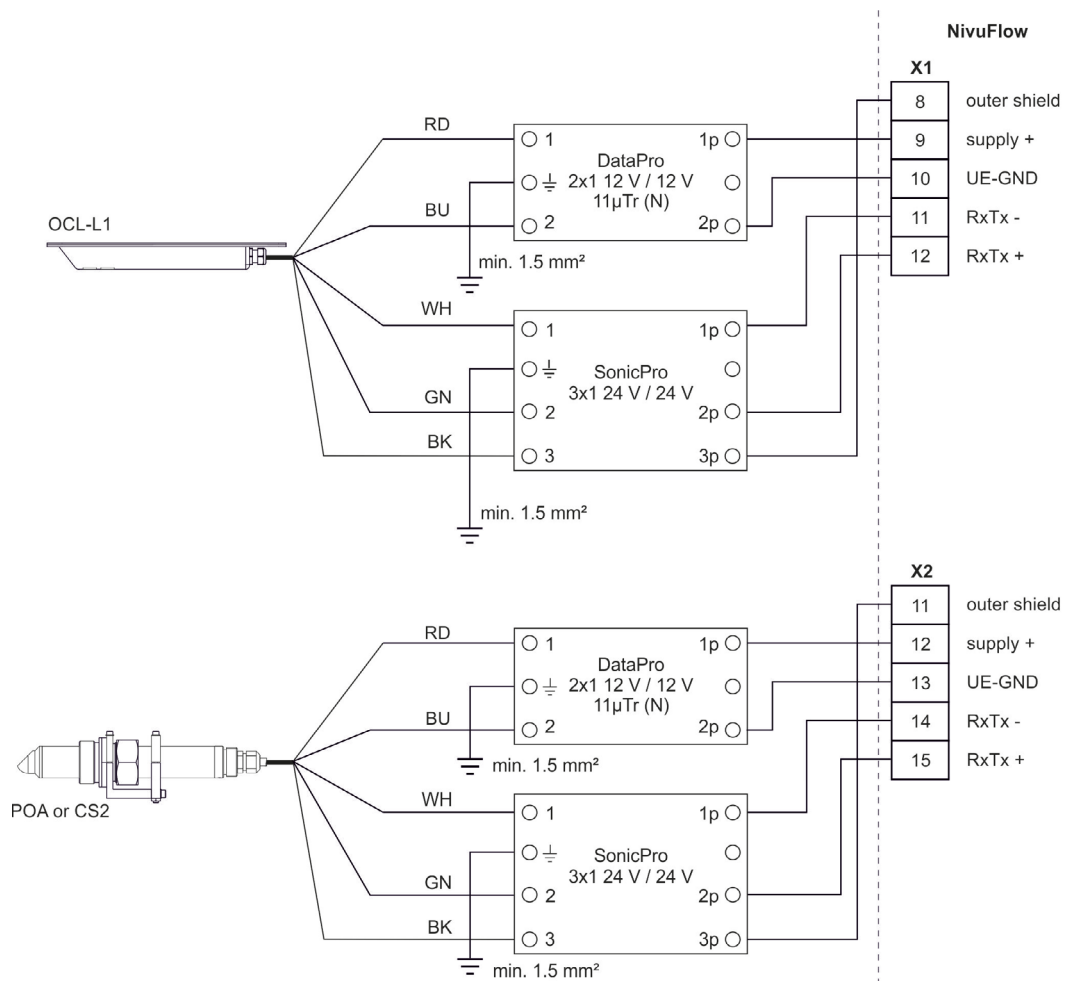 NivuFlow
X1
8 outer shield
9 supply +
10 UE-GND
11 RxTx -
12 RxTx +
OCL-L1
RD
BU
WH
GN
BK
1 1p
DataPro
2x1 12 V / 12 V
11µTr (N)
2 2p
min. 1.5 mm²
1 1p
SonicPro
3x1 24 V / 24 V
2 2p
3 3p
min. 1.5 mm²
X2
11 outer shield
12 supply +
13 UE-GND
14 RxTx -
15 RxTx +
POA or CS2
RD
BU
WH
GN
BK
1 1p
DataPro
2x1 12 V / 12 V
11µTr (N)
2 2p
min. 1.5 mm²
1 1p
SonicPro
3x1 24 V / 24 V
2 2p
3 3p
min. 1.5 mm²